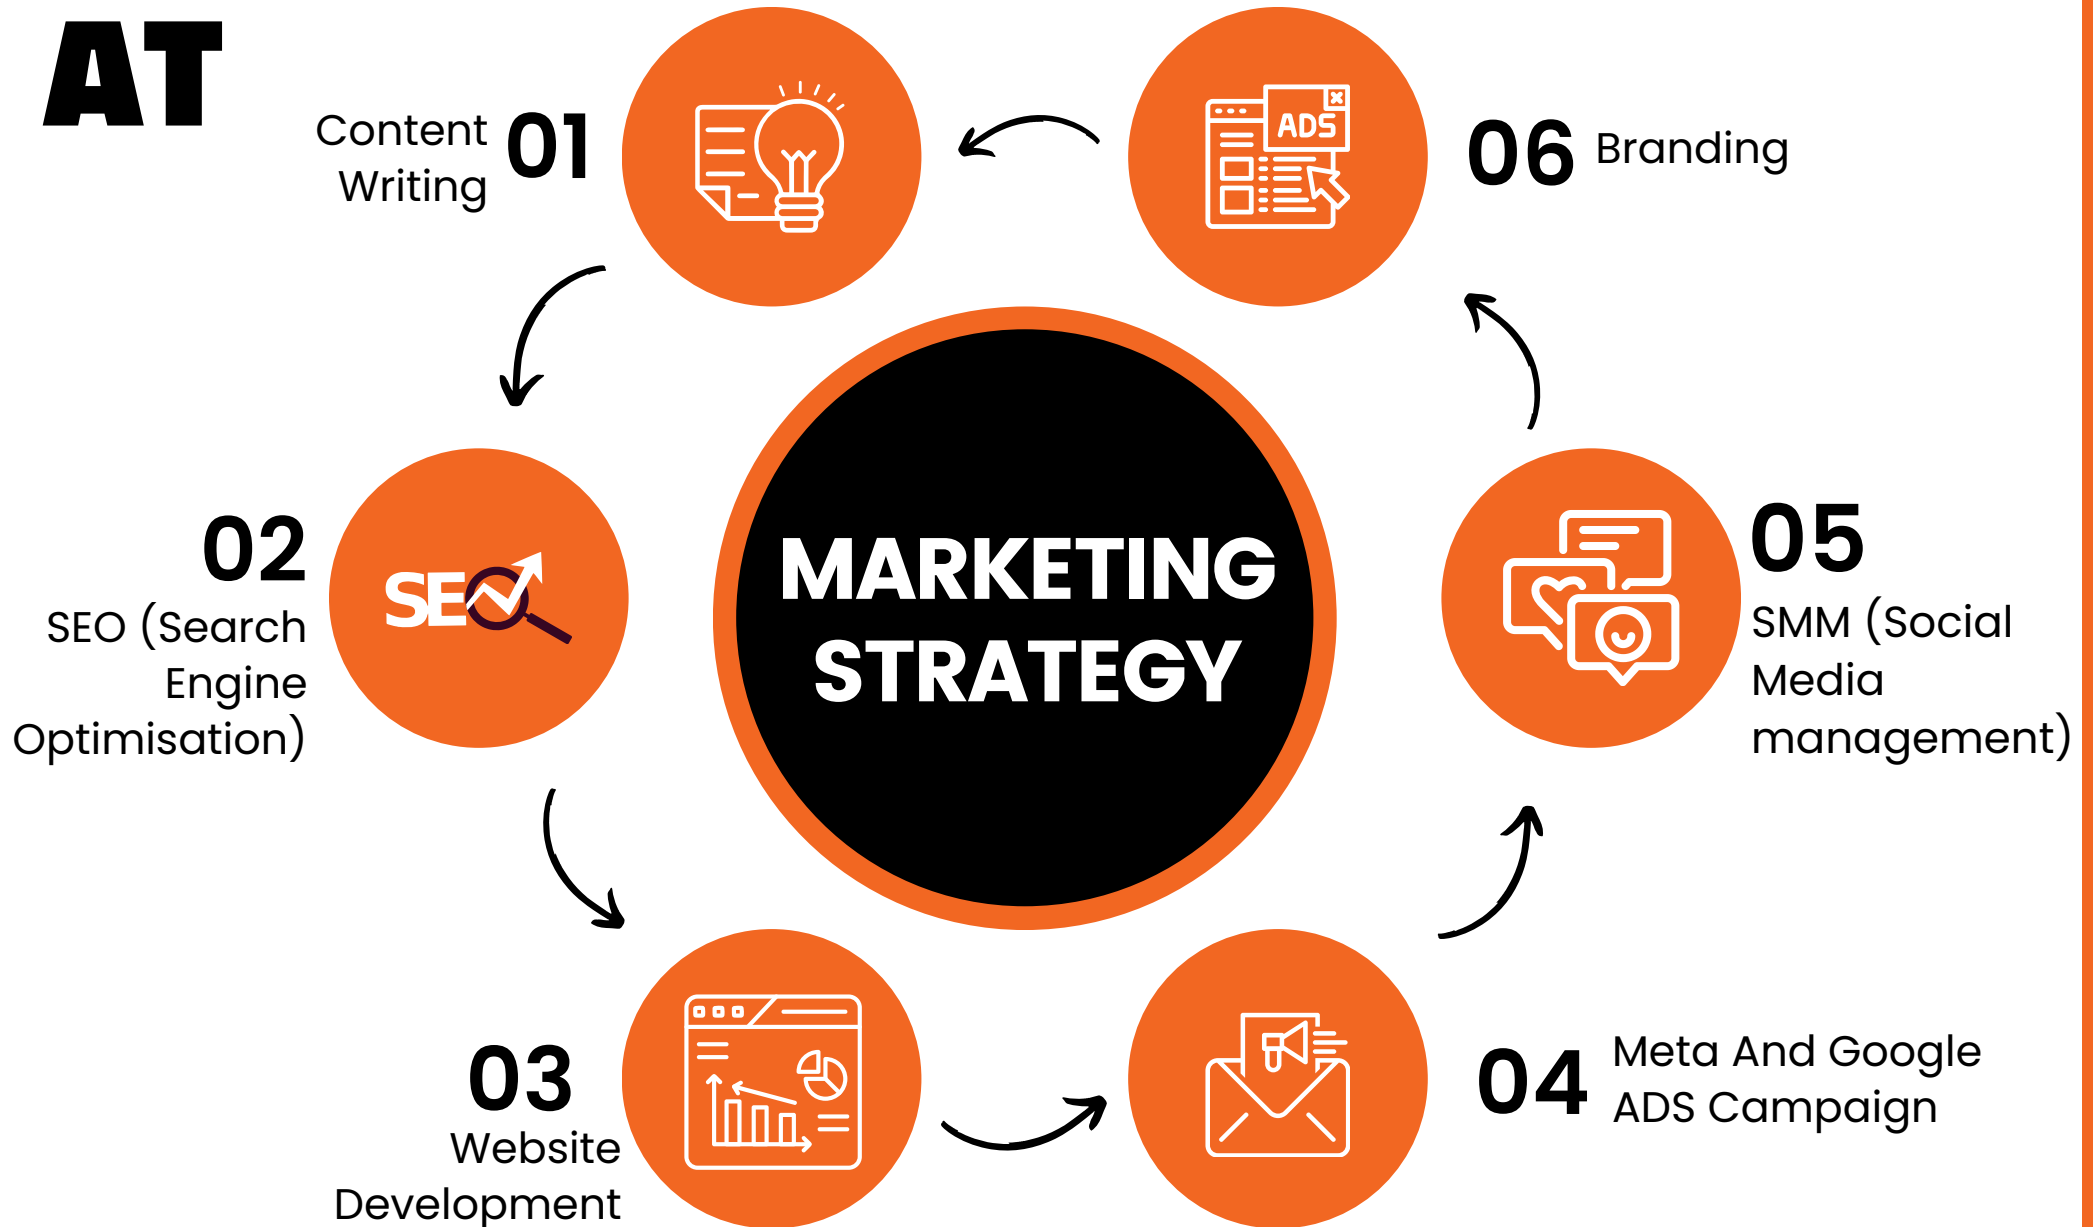 AT
01
Content
Writing
02
SEO (Search
Engine
Optimisation)
SEO
03
Website
Development
MARKETING
STRATEGY
04
Meta And Google
ADS Campaign
05
SMM (Social
Media
management)
06
Branding
ADS